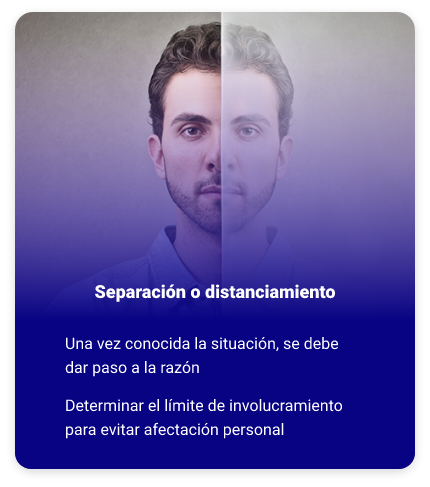 Separación o distanciamiento
Una vez conocida la situación, se debe
dar paso a la razón
Determinar el límite de involucramiento
para evitar afectación personal